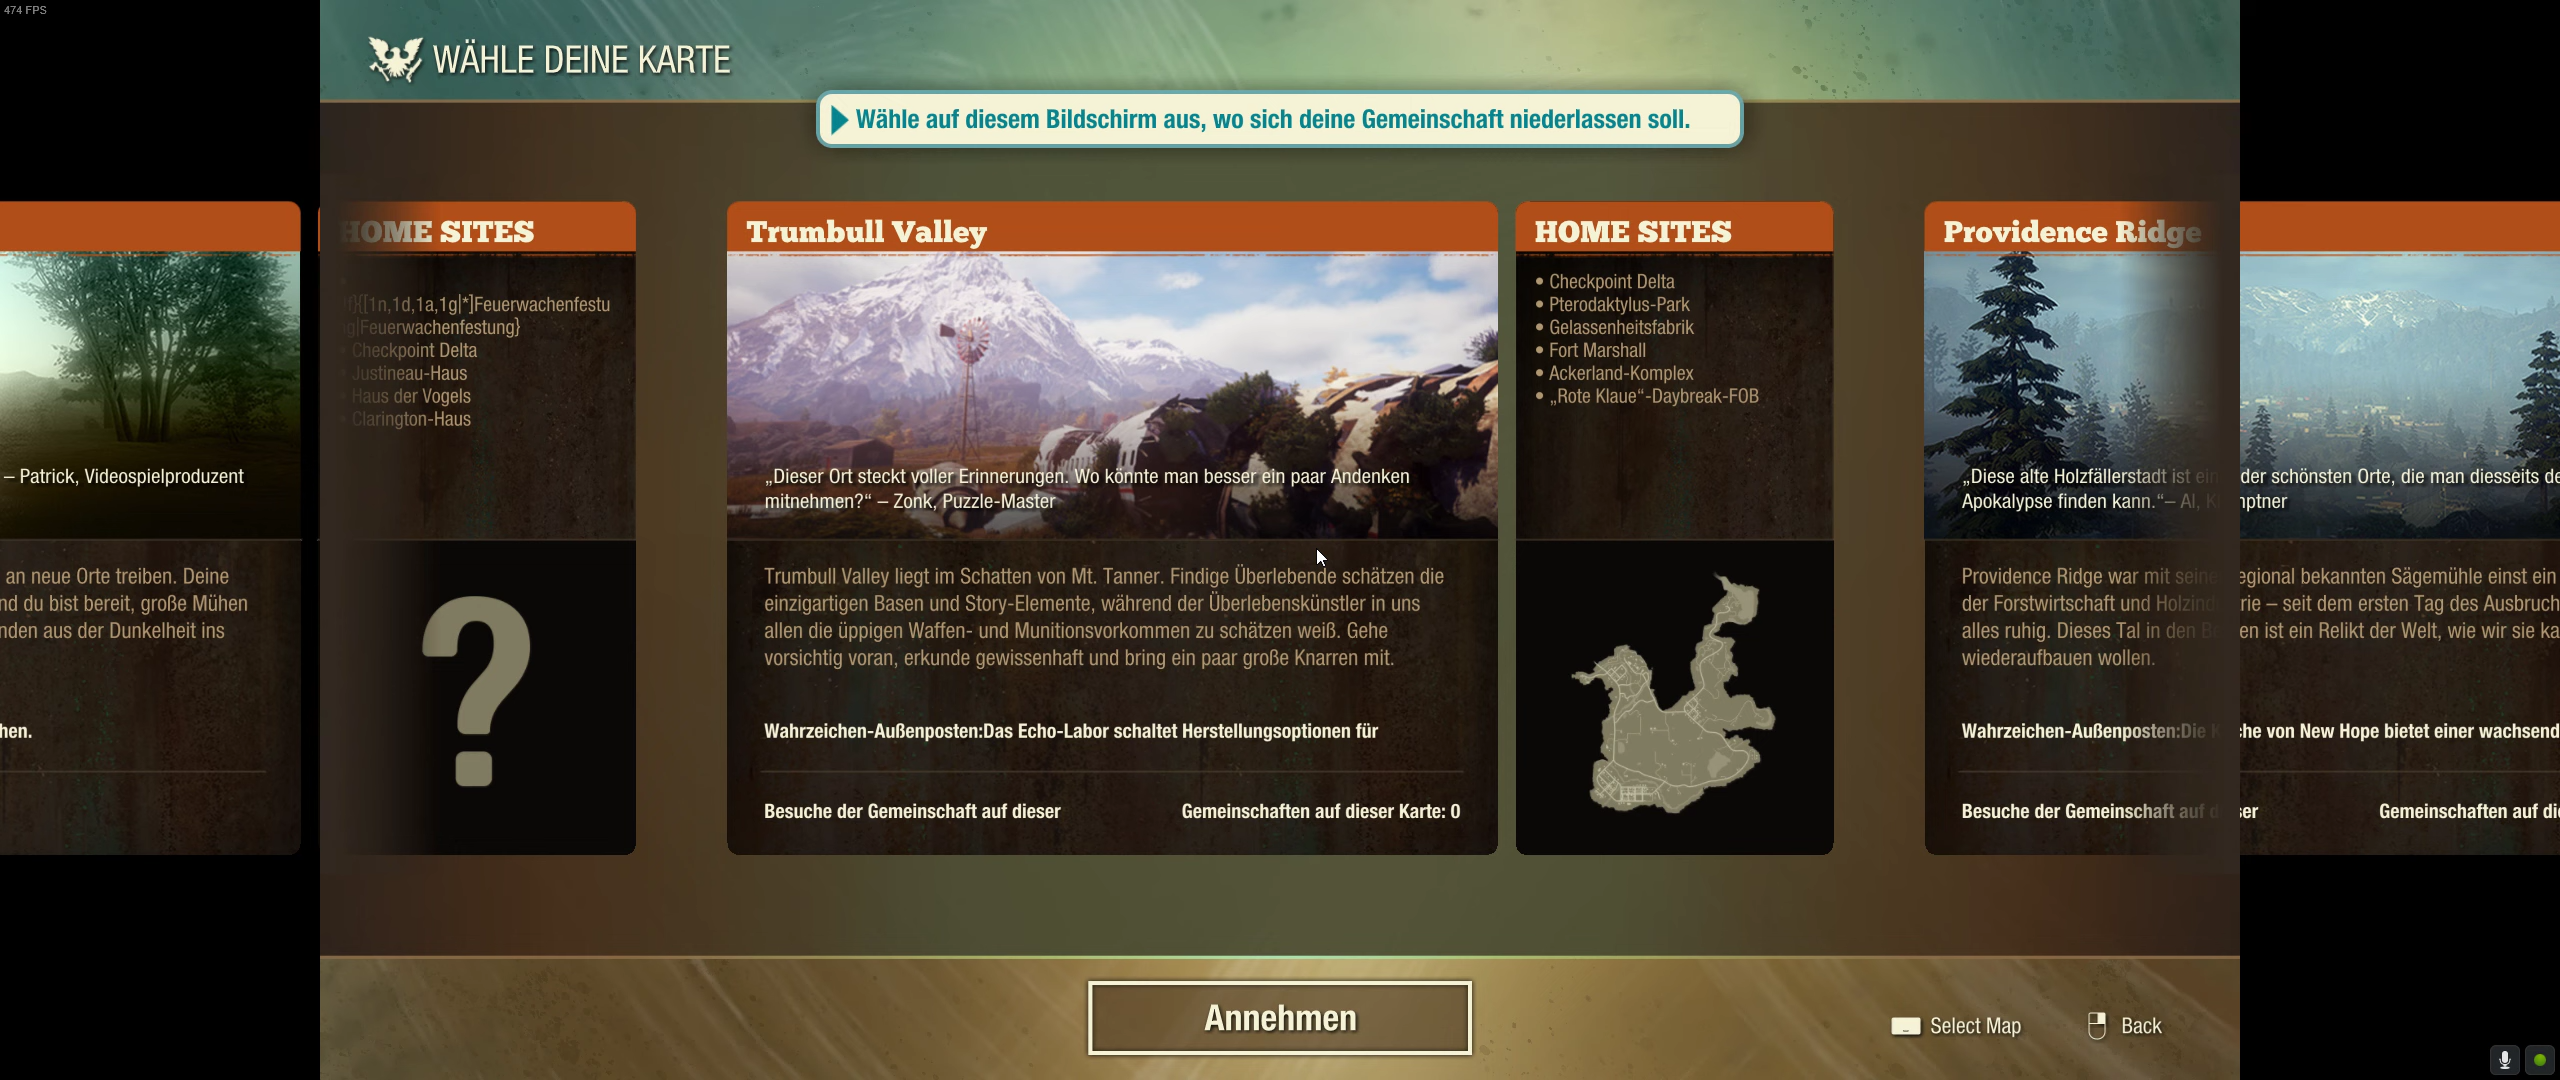 474 FPS
WÄHLE DEINE KARTE
Wähle auf diesem Bildschirm aus, wo sich deine Gemeinschaft niederlassen soll.
– Patrick, Videospielproduzent
an neue Orte treiben. Deine
nd du bist bereit, große Mühen
nden aus der Dunkelheit ins
hen.
HOME SITES
f}{[1n,1d,1a,1g|*]Feuerwachenfestu
g|Feuerwachenfestung}
• Checkpoint Delta
• Justineau-Haus
• Haus der Vogels
• Clarington-Haus
?
Trumbull Valley
„Dieser Ort steckt voller Erinnerungen. Wo könnte man besser ein paar Andenken
mitnehmen?“ – Zonk, Puzzle-Master
Trumbull Valley liegt im Schatten von Mt. Tanner. Findige Überlebende schätzen die
einzigartigen Basen und Story-Elemente, während der Überlebenskünstler in uns
allen die üppigen Waffen- und Munitionsvorkommen zu schätzen weiß. Gehe
vorsichtig voran, erkunde gewissenhaft und bring ein paar große Knarren mit.
Wahrzeichen-Außenposten:Das Echo-Labor schaltet Herstellungsoptionen für
Besuche der Gemeinschaft auf dieser
Gemeinschaften auf dieser Karte: 0
HOME SITES
• Checkpoint Delta
• Pterodaktylus-Park
• Gelassenheitsfabrik
• Fort Marshall
• Ackerland-Komplex
• „Rote Klaue“-Daybreak-FOB
Providence Ridge
„Diese alte Holzfällerstadt ist ein der schönsten Orte, die man diesseits de
Apokalypse finden kann.“– Al, K nptner
Providence Ridge war mit seine egional bekannten Sägemühle einst ein
der Forstwirtschaft und Holzind rie – seit dem ersten Tag des Ausbruch
alles ruhig. Dieses Tal in den Be en ist ein Relikt der Welt, wie wir sie ka
wiederaufbauen wollen.
Wahrzeichen-Außenposten:Die K che von New Hope bietet einer wachsend
Besuche der Gemeinschaft auf d ser
Gemeinschaften auf die
Annehmen
Select Map
Back